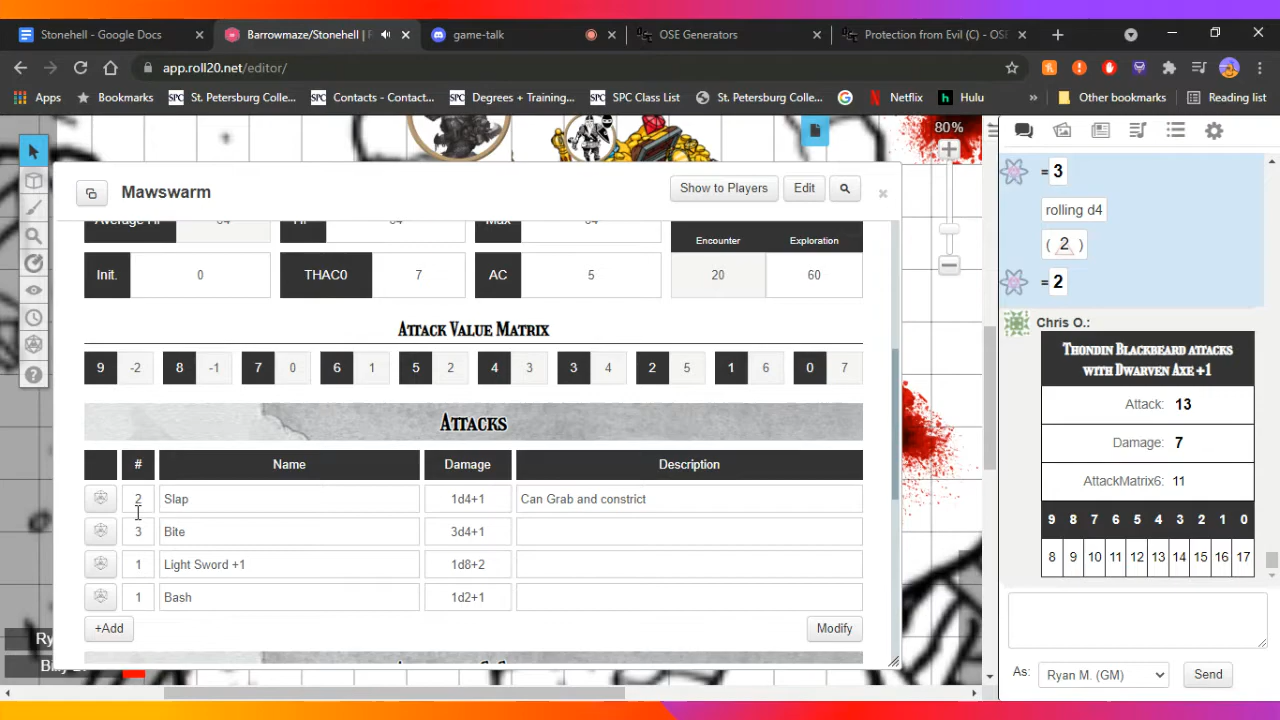 Stonehell - Google Docs
Barrowmaze/Stonehell |
game-talk
OSE Generators
Protection from Evil (C) - OSE
app.roll20.net/editor/
Apps
Bookmarks
St. Petersburg Colle...
Contacts - Contact...
Degrees + Training...
SPC Class List
St. Petersburg Colle...
Netflix
Hulu
Other bookmarks
Reading list
80%
Mawswarm
Show to Players
Edit
Encounter
Exploration
Init.
0
THAC0
7
AC
5
20
60
Attack Value Matrix
9 -2 8 -1 7 0 6 1 5 2 4 3 3 4 2 5 1 6 0 7
Attacks
# Name Damage Description
2 Slap 1d4+1 Can Grab and constrict
3 Bite 3d4+1
1 Light Sword +1 1d8+2
1 Bash 1d2+1
+Add
Modify
= 3
rolling d4
( 2 )
= 2
Chris O.:
Thondin Blackbeard attacks
with Dwarven Axe +1
Attack: 13
Damage: 7
AttackMatrix6: 11
9 8 7 6 5 4 3 2 1 0
8 9 10 11 12 13 14 15 16 17
As:
Ryan M. (GM)
Send